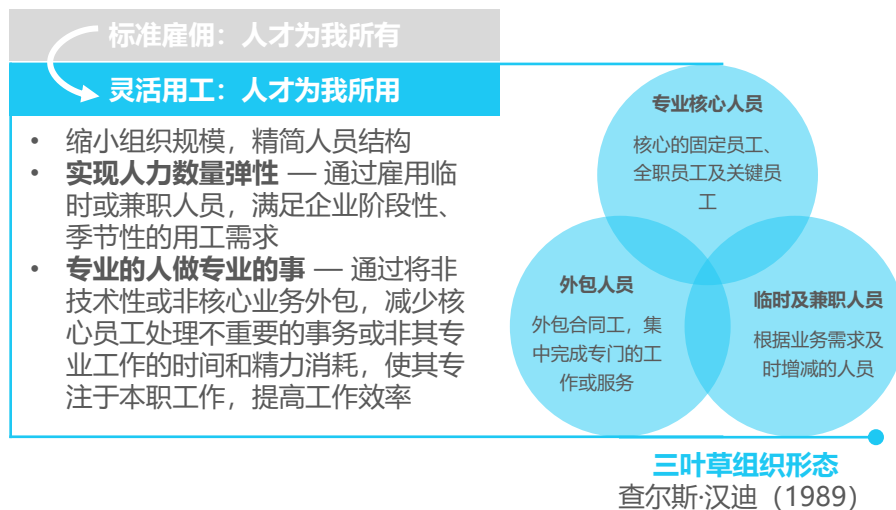 标准雇佣：人才为我所有
灵活用工：人才为我所用
• 缩小组织规模，精简人员结构
• 实现人力数量弹性 — 通过雇用临
时或兼职人员，满足企业阶段性、
季节性的用工需求
• 专业的人做专业的事 — 通过将非
技术性或非核心业务外包，减少核
心员工处理不重要的事务或非其专
业工作的时间和精力消耗，使其专
注于本职工作，提高工作效率
专业核心人员
核心的固定员工、
全职员工及关键员
工
外包人员
外包合同工，集
中完成专门的工
作或服务
临时及兼职人员
根据业务需求及
时增减的人员
三叶草组织形态
查尔斯·汉迪（1989）